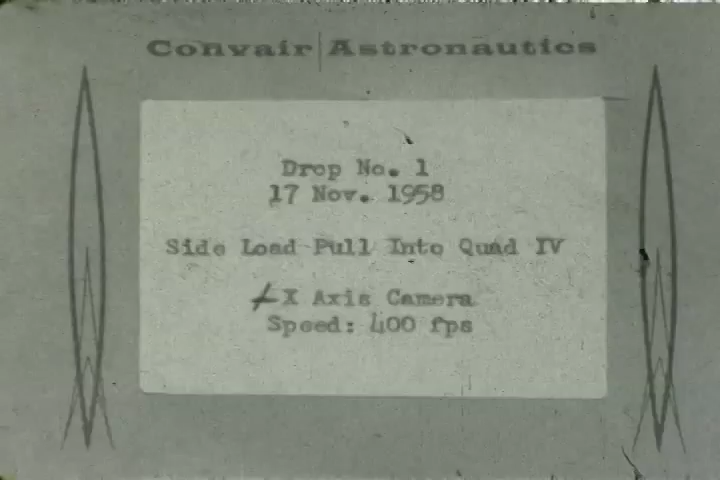 Convair Astronautics
Drop No. 1
17 Nov. 1958
Side Load Pull Into Quad IV
+X Axis Camera
Speed: 400 fps